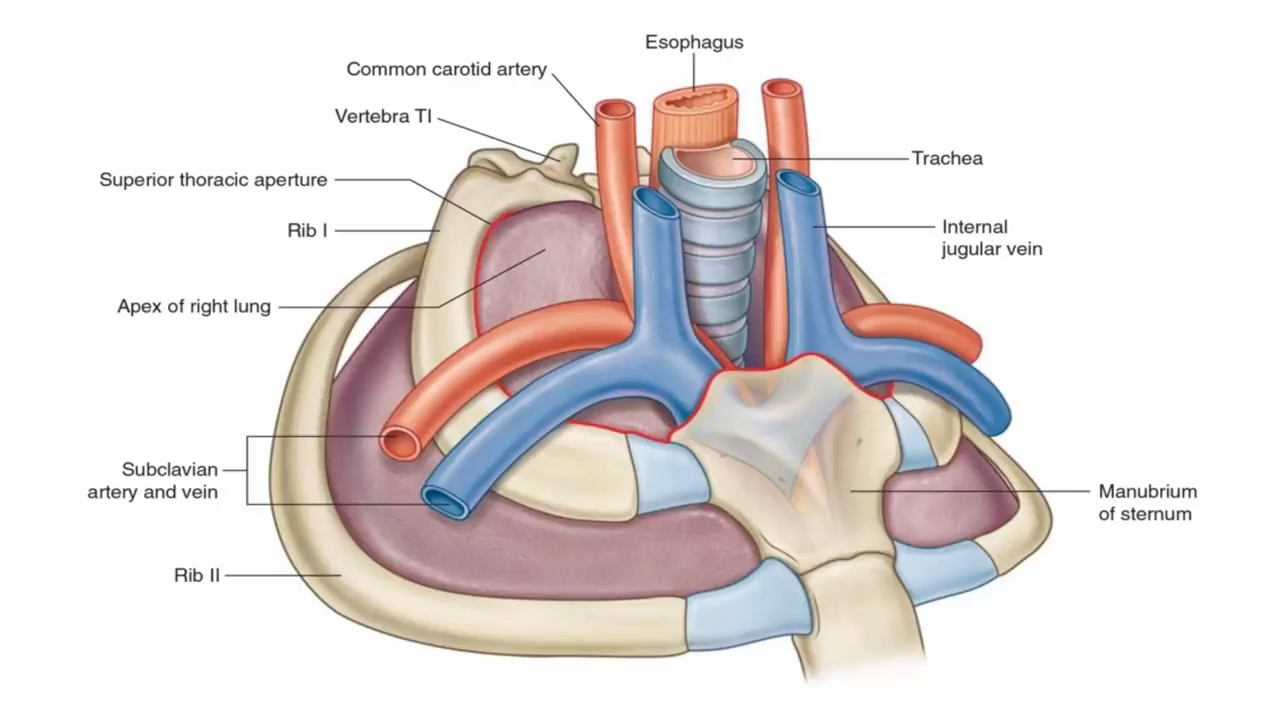 Esophagus
Common carotid artery
Vertebra TI
Superior thoracic aperture
Trachea
Rib I
Internal
jugular vein
Apex of right lung
Subclavian
artery and vein
Manubrium
of sternum
Rib II